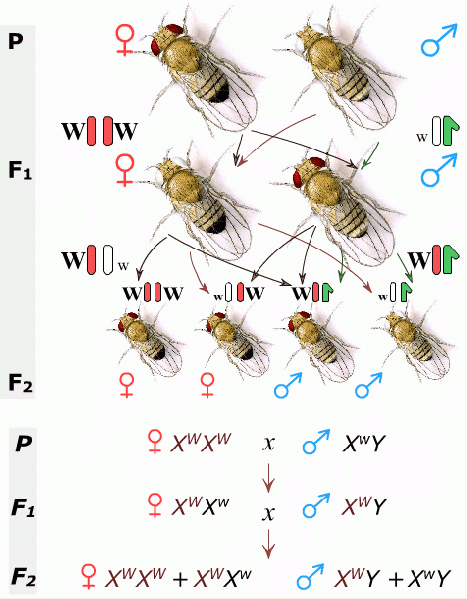 P ♀ ♂
W W w
F₁ ♀ ♂
W w W
W W w W W w
♀ ♀ ♂ ♂
F₂
P ♀ XᵂXᵂ x ♂ XʷY
F₁ ♀ XᵂXʷ x ♂ XᵂY
F₂ ♀ XᵂXᵂ + XᵂXʷ ♂ XᵂY + XʷY